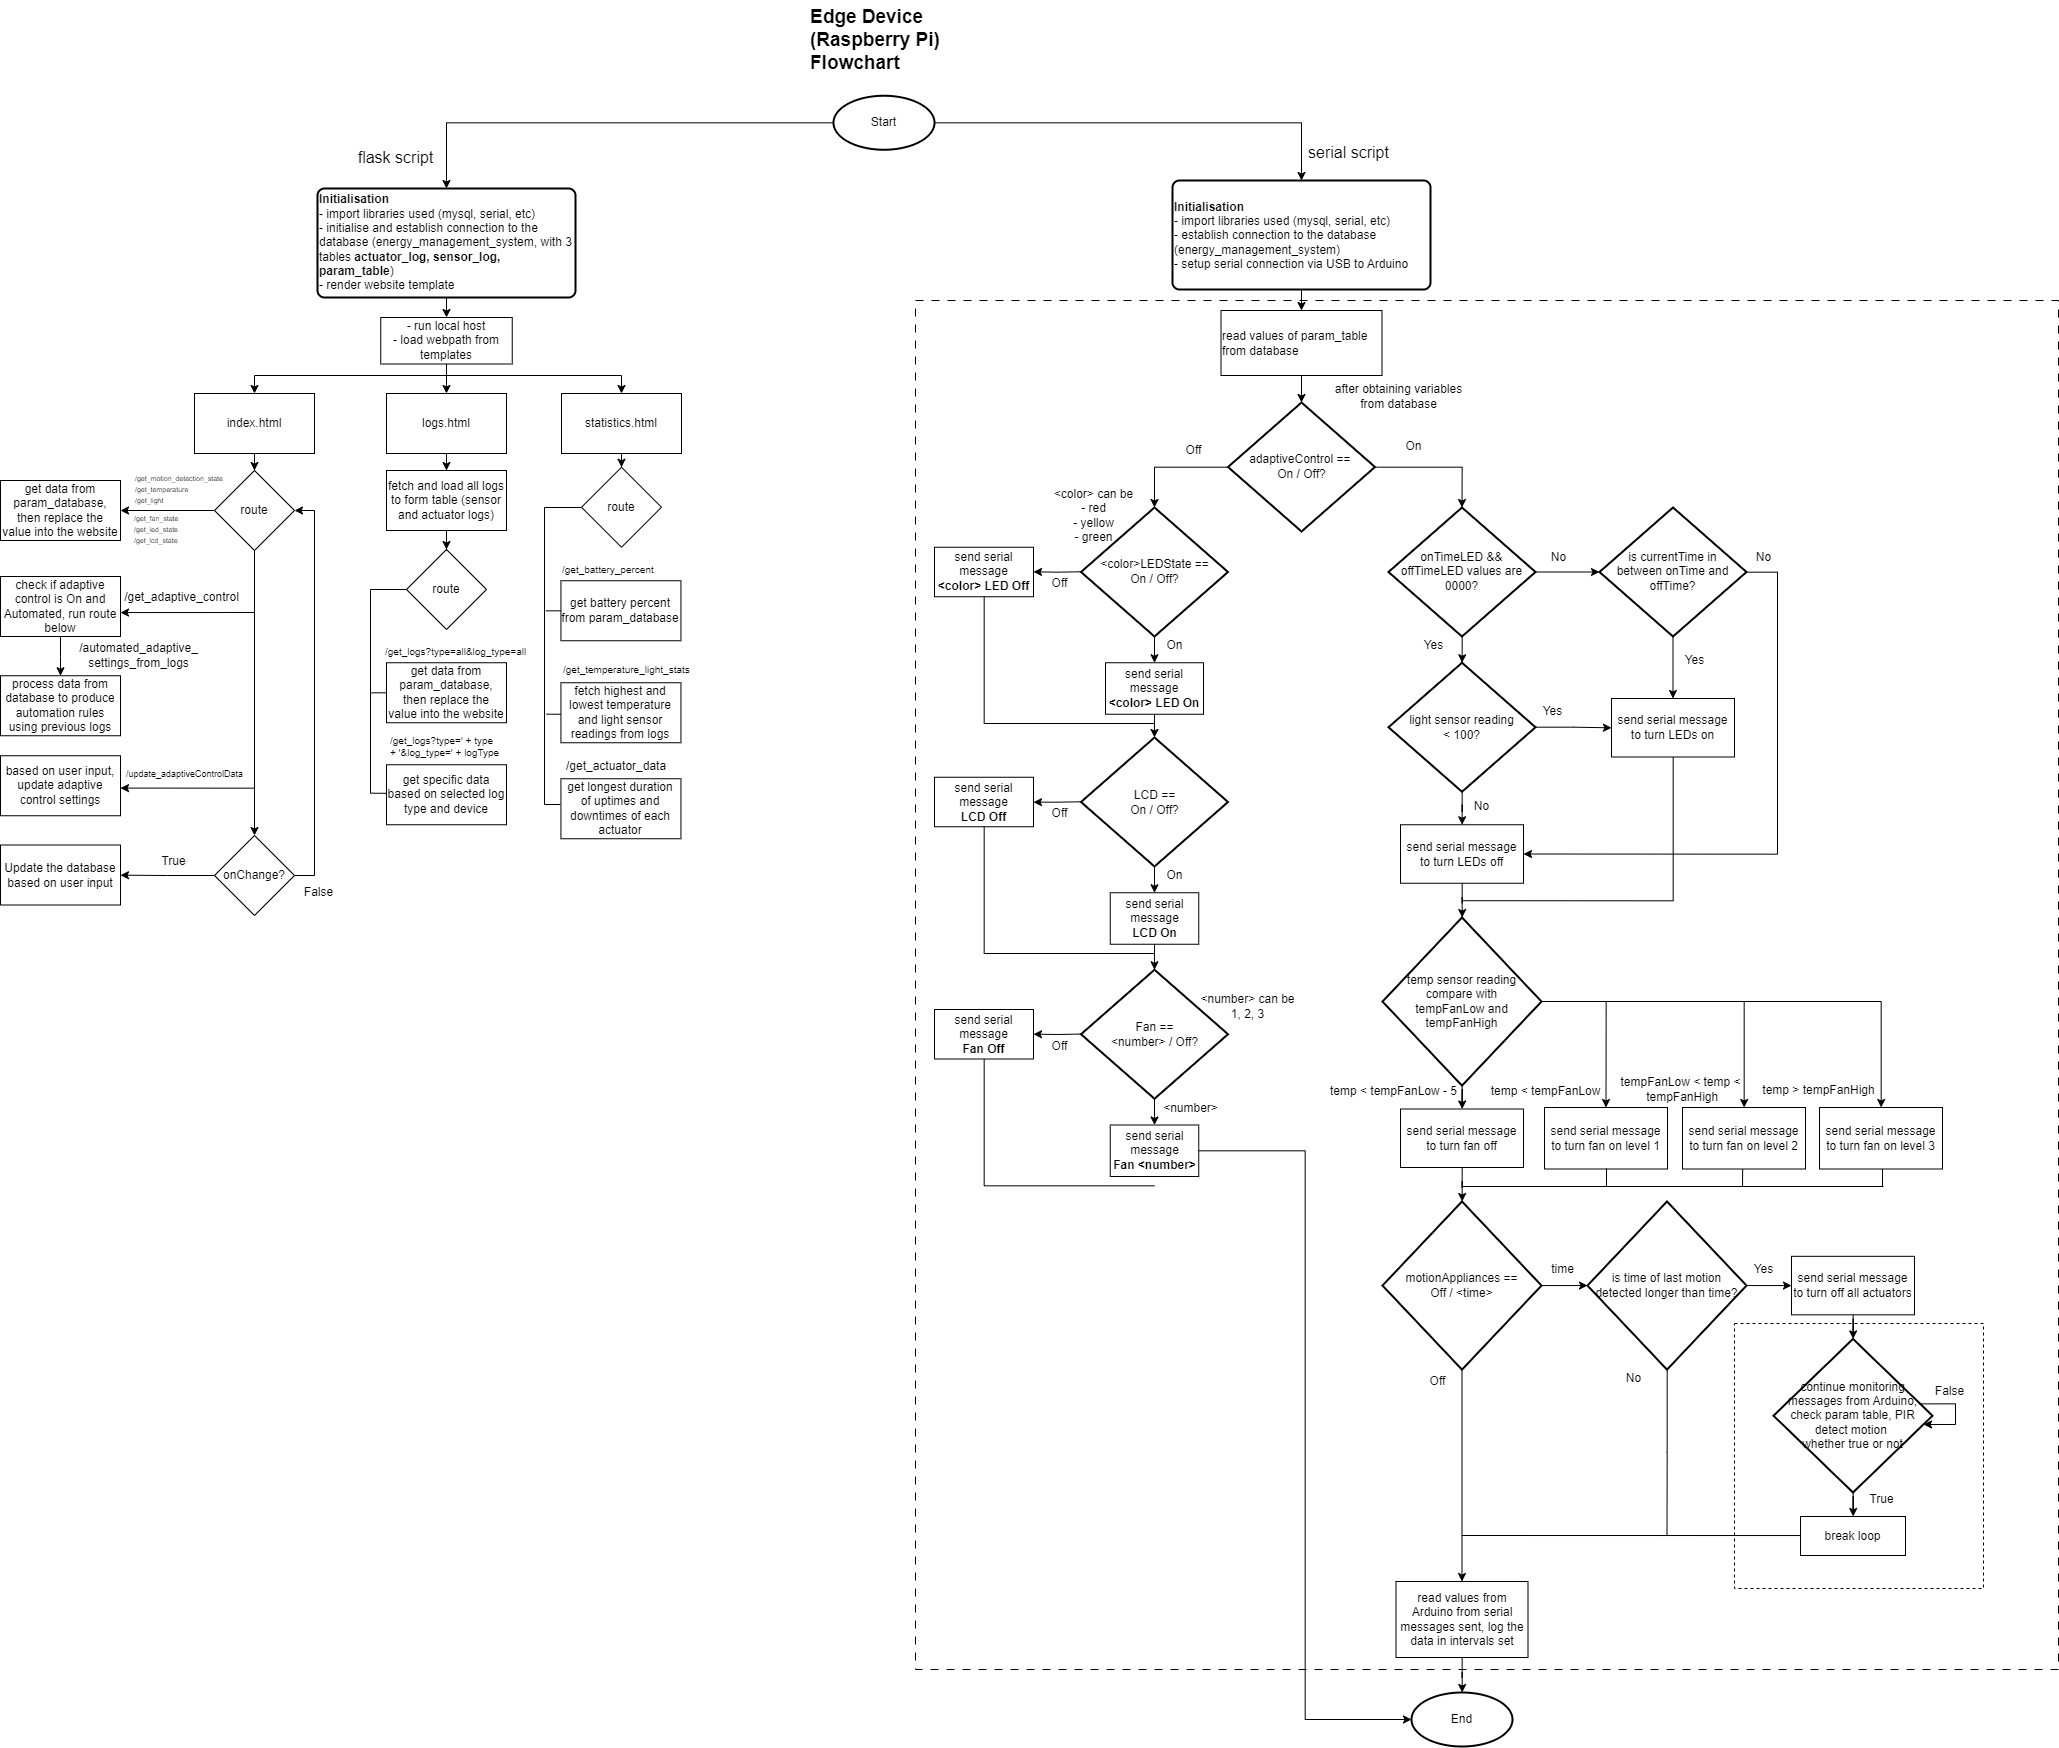 Edge Device
(Raspberry Pi)
Flowchart
Start
flask script
serial script
Initialisation
- import libraries used (mysql, serial, etc)
- initialise and establish connection to the
database (energy_management_system, with 3
tables actuator_log, sensor_log,
param_table)
- render website template
- run local host
- load webpath from
templates
index.html
logs.html
statistics.html
route
/get_motion_detection_state
/get_temperature
/get_light
/get_fan_state
/get_led_state
/get_lcd_state
get data from
param_database,
then replace the
value into the website
check if adaptive
control is On and
Automated, run route
below
/get_adaptive_control
/automated_adaptive_
settings_from_logs
process data from
database to produce
automation rules
using previous logs
based on user input,
update adaptive
control settings
/update_adaptiveControlData
Update the database
based on user input
True
onChange?
False
fetch and load all logs
to form table (sensor
and actuator logs)
route
/get_logs?type=all&log_type=all
get data from
param_database,
then replace the
value into the website
/get_logs?type=' + type
+ '&log_type=' + logType
get specific data
based on selected log
type and device
route
/get_battery_percent
get battery percent
from param_database
/get_temperature_light_stats
fetch highest and
lowest temperature
and light sensor
readings from logs
/get_actuator_data
get longest duration
of uptimes and
downtimes of each
actuator
Initialisation
- import libraries used (mysql, serial, etc)
- establish connection to the database
(energy_management_system)
- setup serial connection via USB to Arduino
read values of param_table
from database
after obtaining variables
from database
adaptiveControl ==
On / Off?
Off
On
<color> can be
- red
- yellow
- green
<color>LEDState ==
On / Off?
Off
send serial
message
<color> LED Off
On
send serial
message
<color> LED On
LCD ==
On / Off?
Off
send serial
message
LCD Off
On
send serial
message
LCD On
<number> can be
1, 2, 3
Fan ==
<number> / Off?
Off
send serial
message
Fan Off
<number>
send serial
message
Fan <number>
onTimeLED &&
offTimeLED values are
0000?
No
is currentTime in
between onTime and
offTime?
No
Yes
Yes
light sensor reading
< 100?
Yes
send serial message
to turn LEDs on
No
send serial message
to turn LEDs off
temp sensor reading
compare with
tempFanLow and
tempFanHigh
temp < tempFanLow - 5
temp < tempFanLow
tempFanLow < temp <
tempFanHigh
temp > tempFanHigh
send serial message
to turn fan off
send serial message
to turn fan on level 1
send serial message
to turn fan on level 2
send serial message
to turn fan on level 3
motionAppliances ==
Off / <time>
time
is time of last motion
detected longer than time?
Yes
send serial message
to turn off all actuators
Off
No
continue monitoring
messages from Arduino,
check param table, PIR
detect motion
whether true or not
False
True
break loop
read values from
Arduino from serial
messages sent, log the
data in intervals set
End